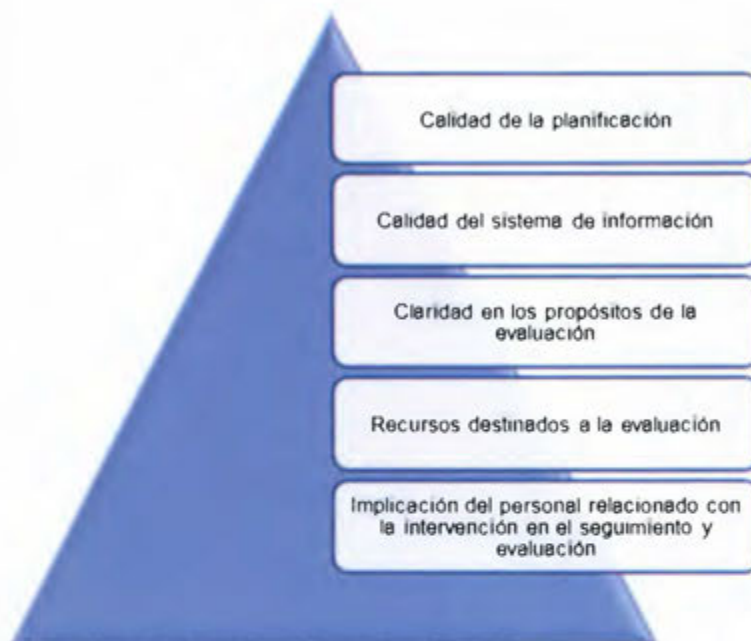 Calidad de la planificación
Calidad del sistema de información
Claridad en los propósitos de la
evaluación
Recursos destinados a la evaluación
Implicación del personal relacionado con
la intervención en el seguimiento y
evaluación